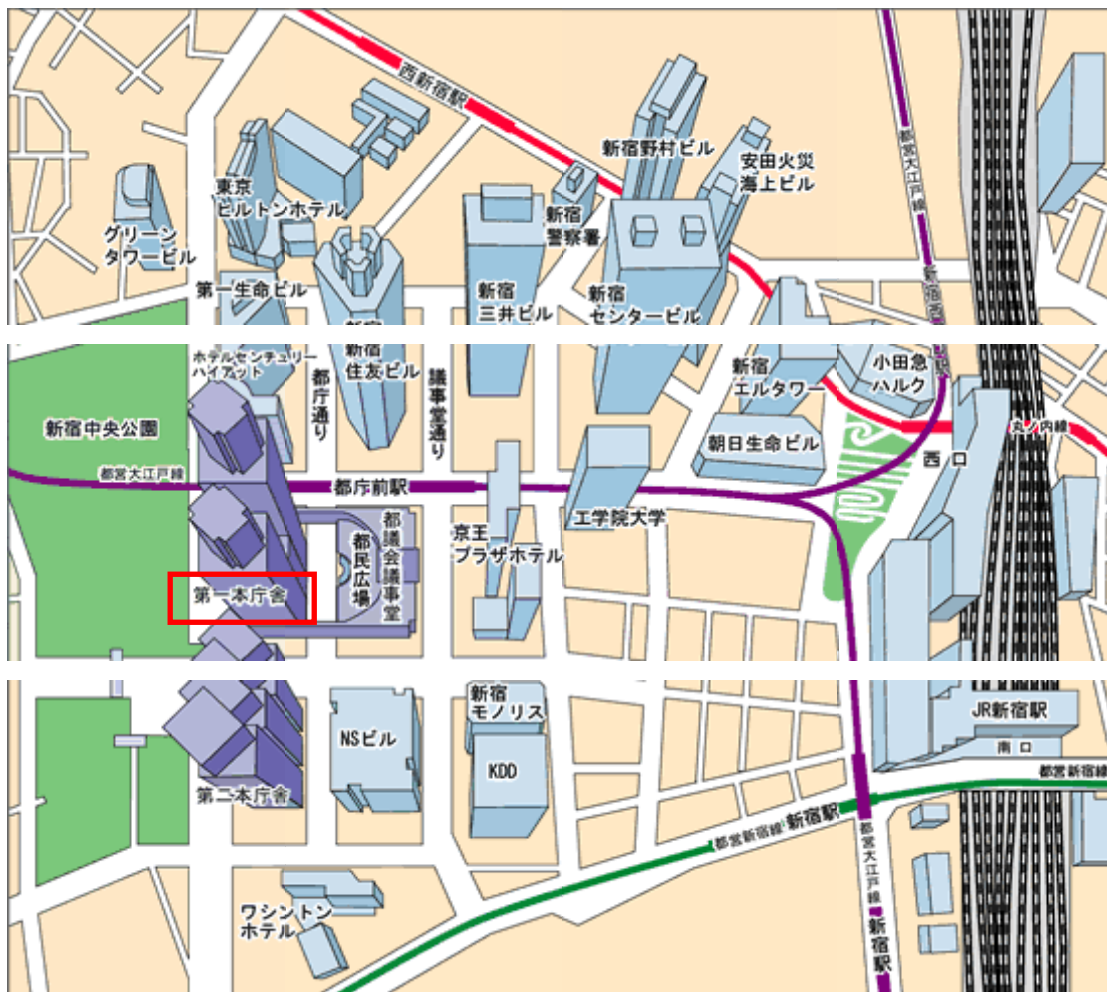 西新宿駅
都営大江戸線
新宿野村ビル
安田火災
海上ビル
東京
ヒルトンホテル
新宿
警察署
グリーン
タワービル
第一生命ビル
新宿
三井ビル
新宿
センタービル
新宿西口
駅
ホテルセンチュリー
ハイアット
新宿
住友ビル
都庁通り
議事堂通り
新宿
エルタワー
小田急
ハルク
新宿中央公園
朝日生命ビル
丸ノ内線
西口
都営大江戸線
都庁前駅
工学院大学
京王
プラザホテル
都民広場
都議会議事堂
第一本庁舎
新宿
モノリス
JR新宿駅
NSビル
南口
KDD
都営新宿線
第二本庁舎
都営新宿線
新宿駅
都営大江戸線
ワシントン
ホテル
新宿駅